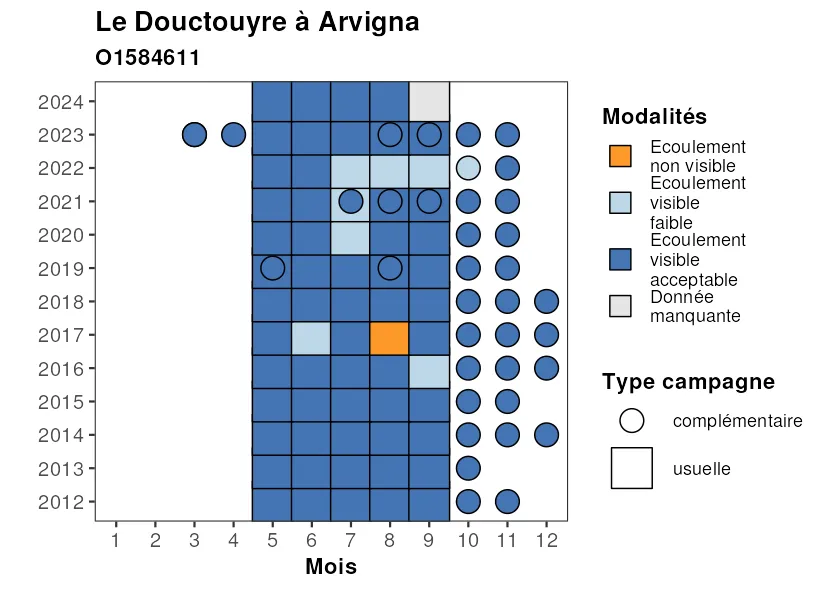 Le Douctouyre à Arvigna
O1584611
2024
2023
2022
2021
2020
2019
2018
2017
2016
2015
2014
2013
2012
1 2 3 4 5 6 7 8 9 10 11 12
Mois
Modalités
Ecoulement
non visible
Ecoulement
visible
faible
Ecoulement
visible
acceptable
Donnée
manquante
Type campagne
complémentaire
usuelle